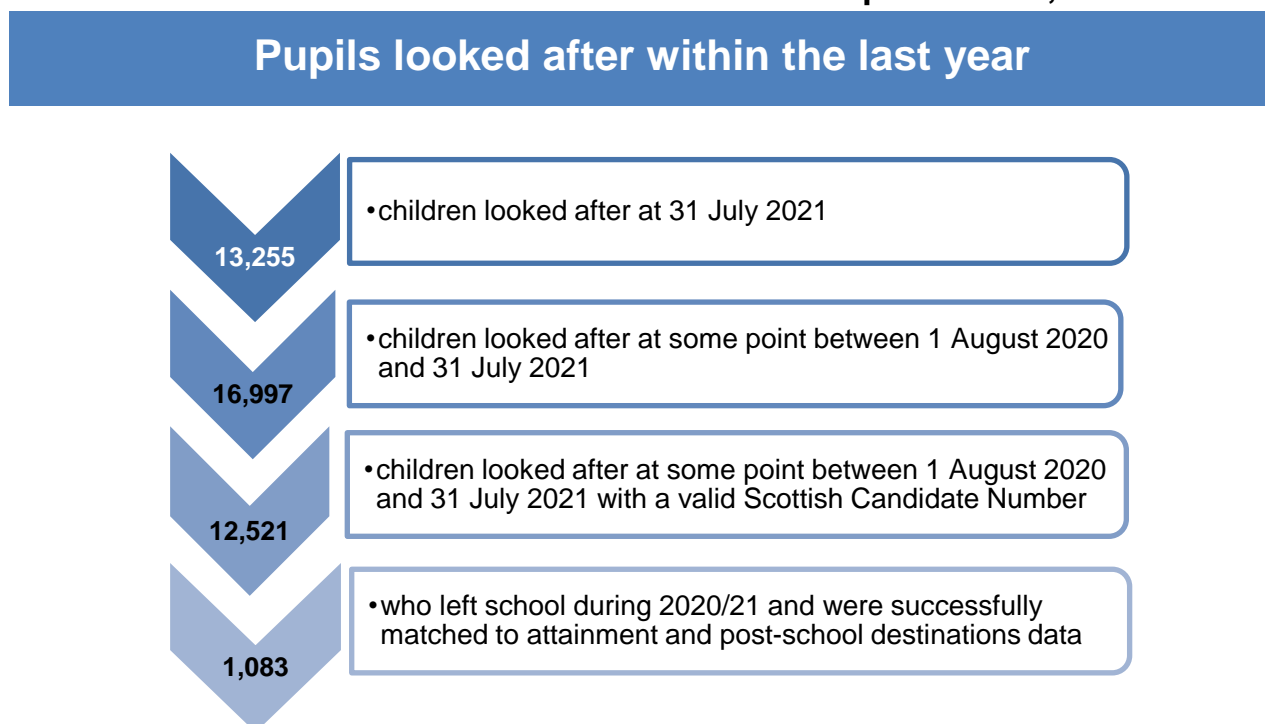 Pupils looked after within the last year
13,255
•children looked after at 31 July 2021
16,997
•children looked after at some point between 1 August 2020
and 31 July 2021
12,521
•children looked after at some point between 1 August 2020
and 31 July 2021 with a valid Scottish Candidate Number
1,083
•who left school during 2020/21 and were successfully
matched to attainment and post-school destinations data